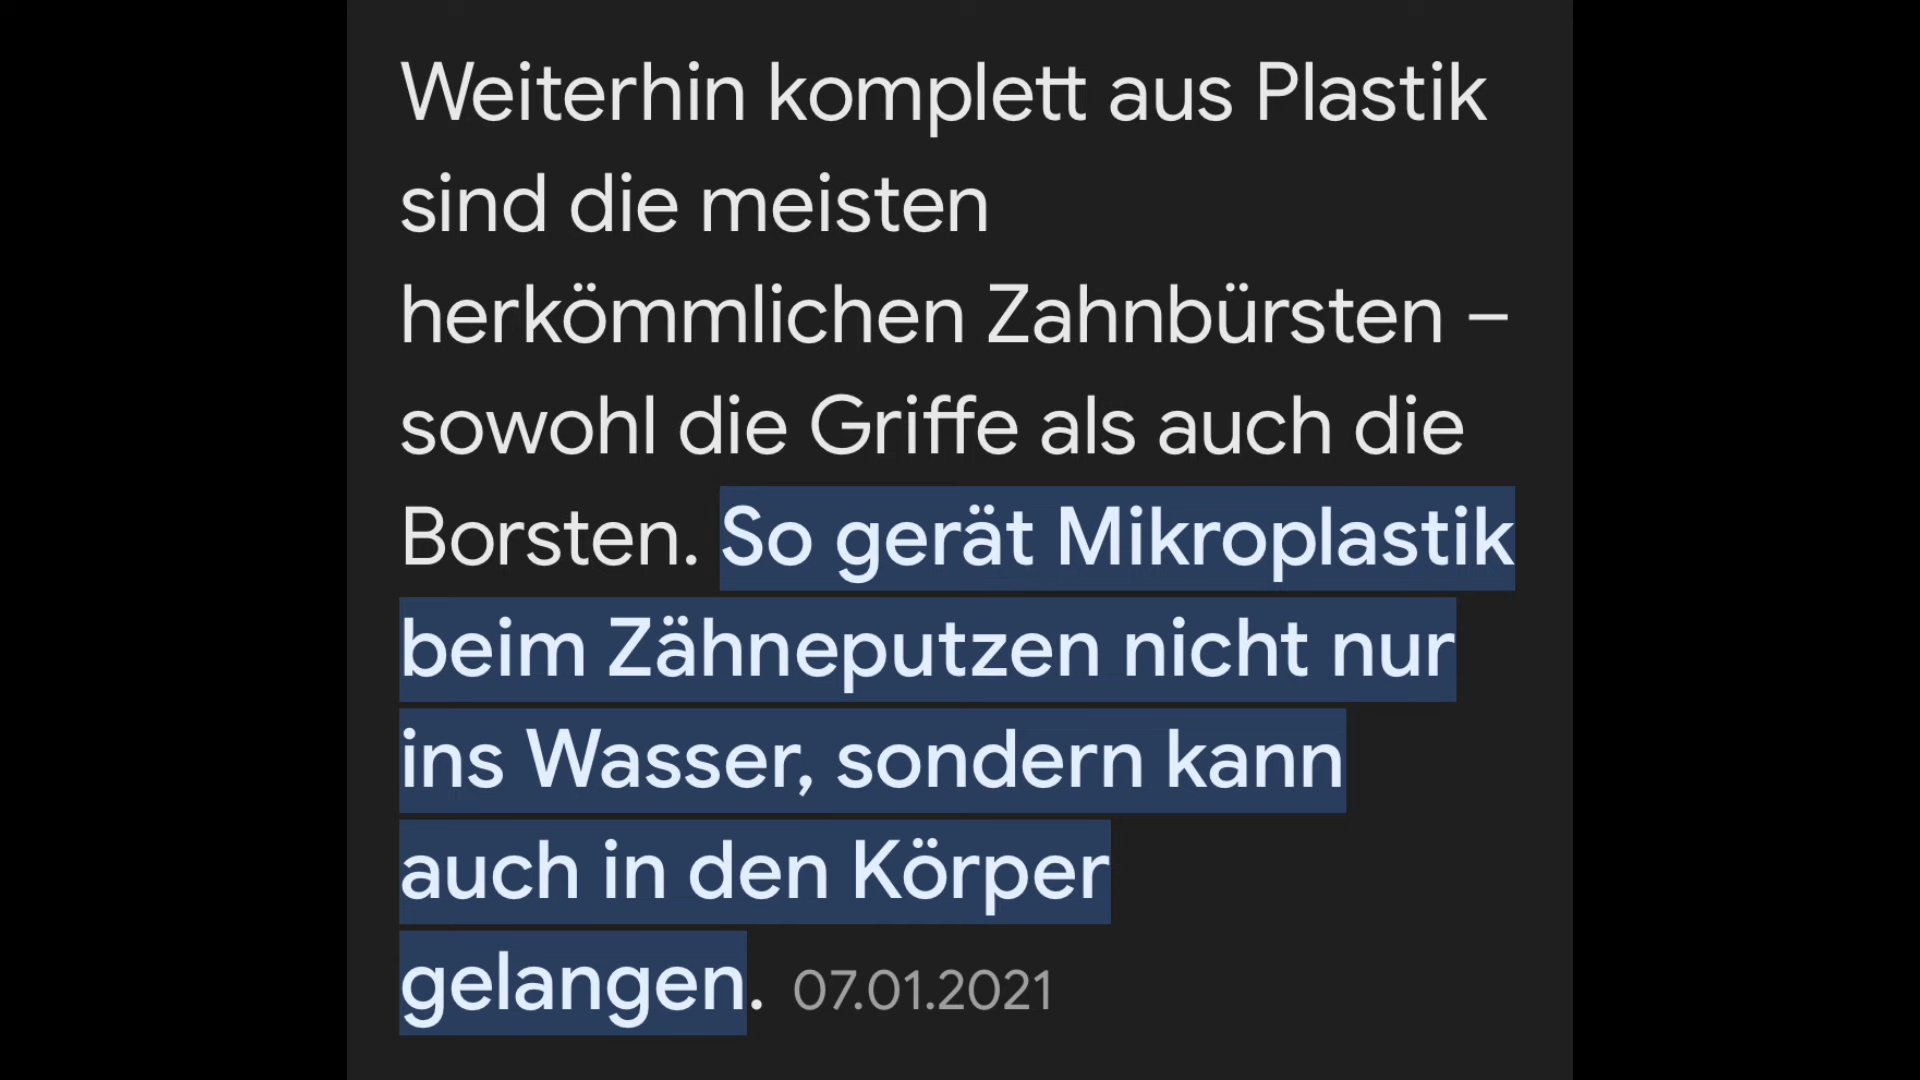 Weiterhin komplett aus Plastik
sind die meisten
herkömmlichen Zahnbürsten –
sowohl die Griffe als auch die
Borsten. So gerät Mikroplastik
beim Zähneputzen nicht nur
ins Wasser, sondern kann
auch in den Körper
gelangen. 07.01.2021